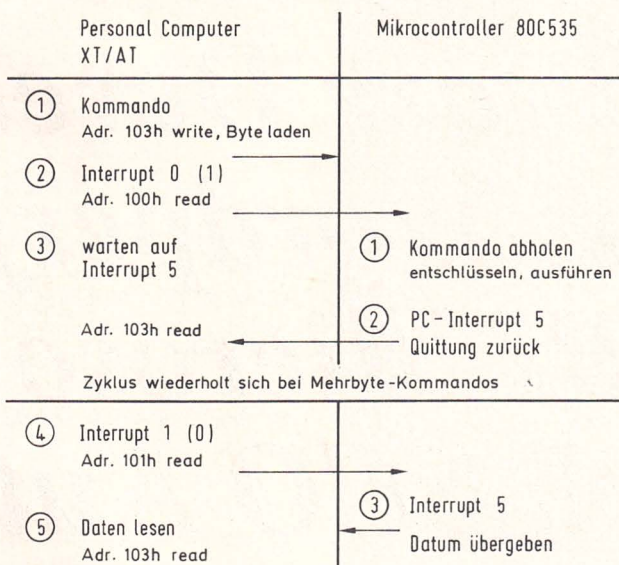 Personal Computer
XT/AT
Mikrocontroller 80C535
① Kommando
Adr. 103h write, Byte laden
② Interrupt 0 (1)
Adr. 100h read
③ warten auf
Interrupt 5
① Kommando abholen
entschlüsseln, ausführen
Adr. 103h read
② PC-Interrupt 5
Quittung zurück
Zyklus wiederholt sich bei Mehrbyte-Kommandos
④ Interrupt 1 (0)
Adr. 101h read
③ Interrupt 5
Datum übergeben
⑤ Daten lesen
Adr. 103h read